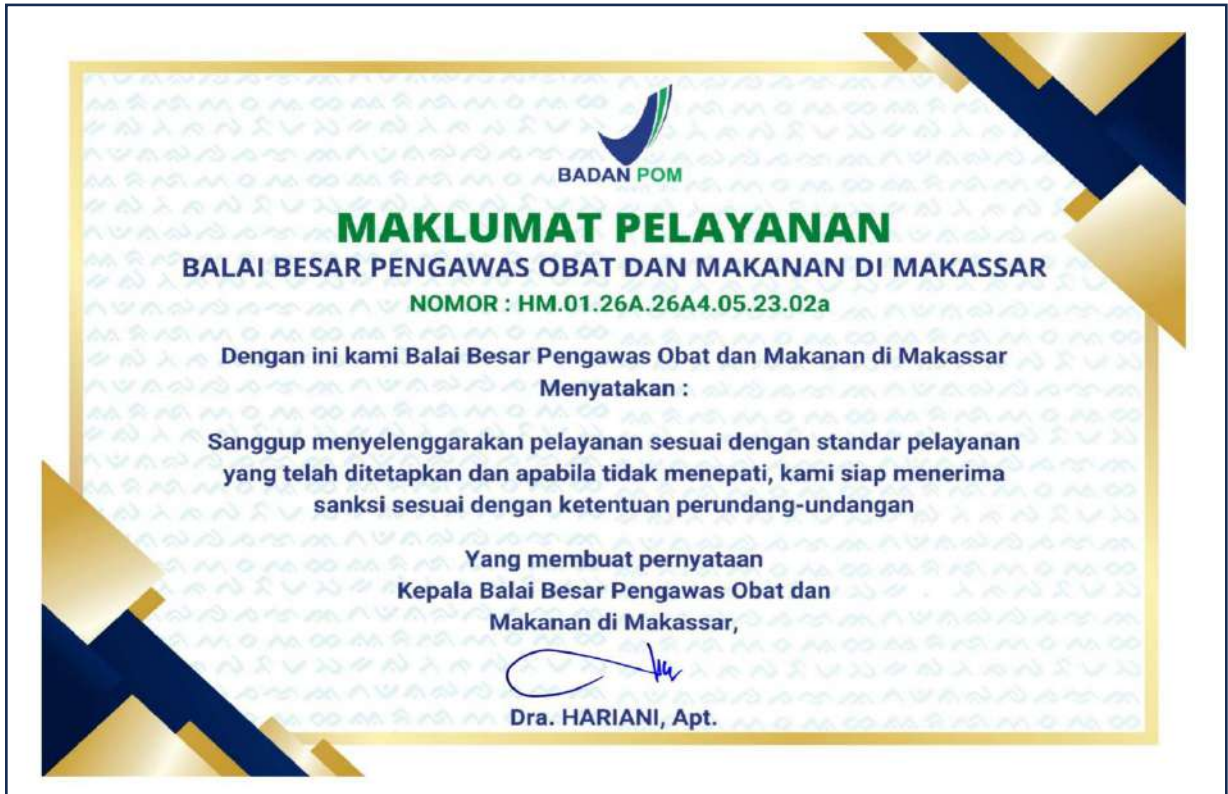 BADAN POM
MAKLUMAT PELAYANAN
BALAI BESAR PENGAWAS OBAT DAN MAKANAN DI MAKASSAR
NOMOR : HM.01.26A.26A4.05.23.02a
Dengan ini kami Balai Besar Pengawas Obat dan Makanan di Makassar
Menyatakan :
Sanggup menyelenggarakan pelayanan sesuai dengan standar pelayanan
yang telah ditetapkan dan apabila tidak menepati, kami siap menerima
sanksi sesuai dengan ketentuan perundang-undangan
Yang membuat pernyataan
Kepala Balai Besar Pengawas Obat dan
Makanan di Makassar,
Dra. HARIANI, Apt.